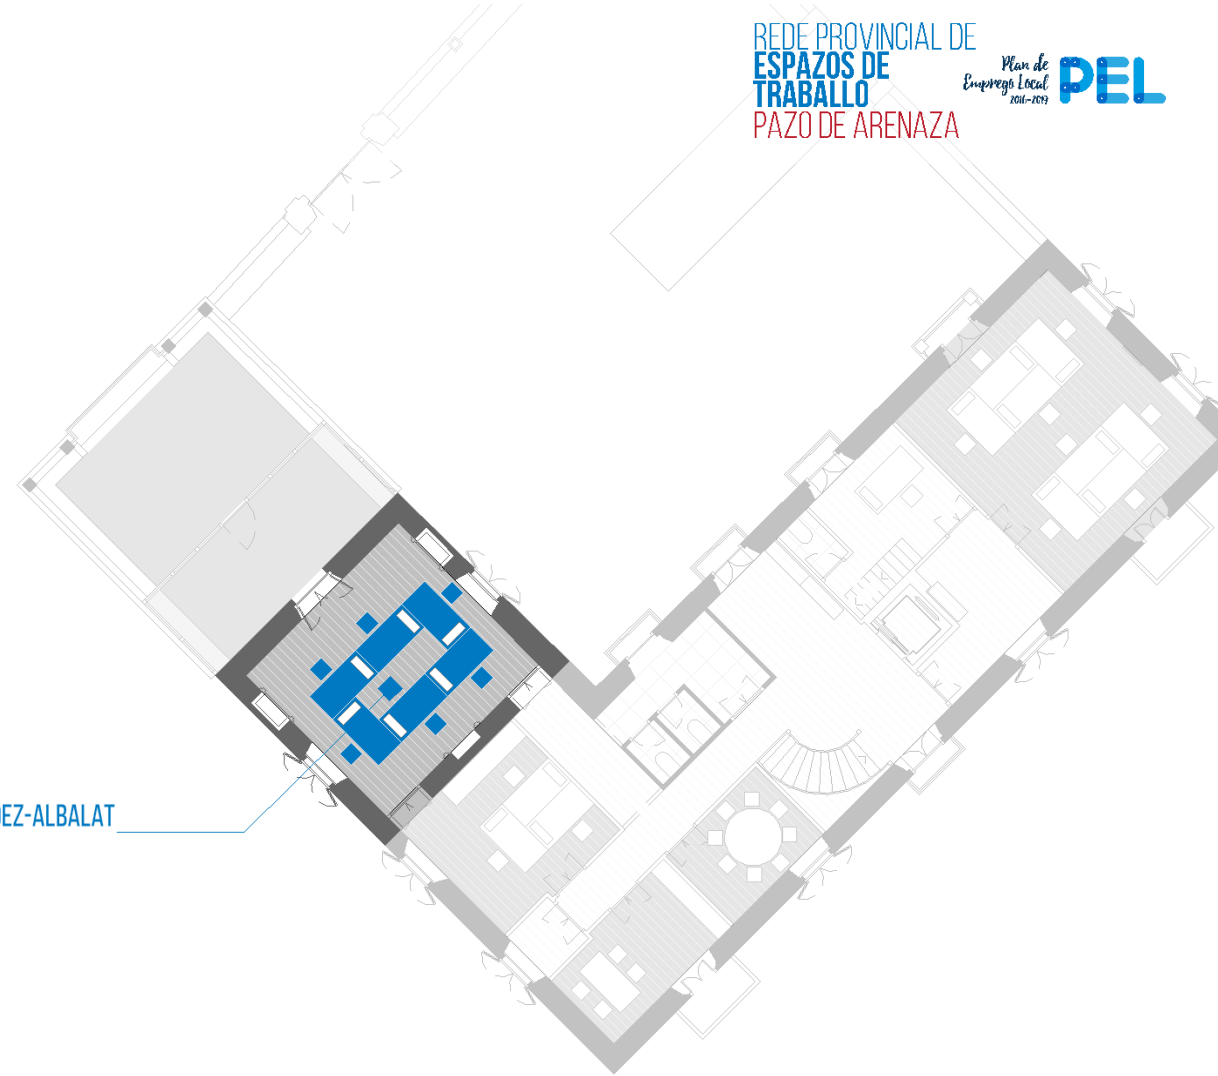 REDE PROVINCIAL DE
ESPAZOS DE
TRABALLO
PAZO DE ARENAZA
Plan de
Emprego Local
2016-2019
PEL
DEZ-ALBALAT